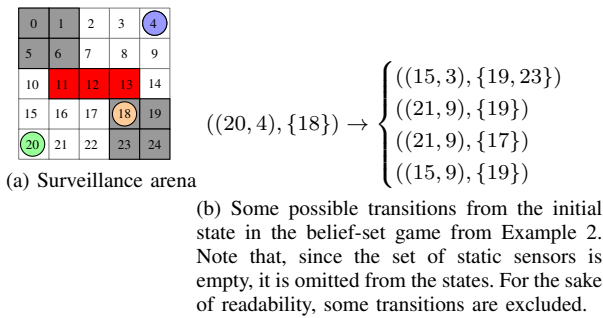 0 1 2 3 4
5 6 7 8 9
10 11 12 13 14
15 16 17 18 19
20 21 22 23 24
(a) Surveillance arena
((20, 4), {18}) →
((15, 3), {19, 23})
((21, 9), {19})
((21, 9), {17})
((15, 9), {19})
(b) Some possible transitions from the initial
state in the belief-set game from Example 2.
Note that, since the set of static sensors is
empty, it is omitted from the states. For the sake
of readability, some transitions are excluded.